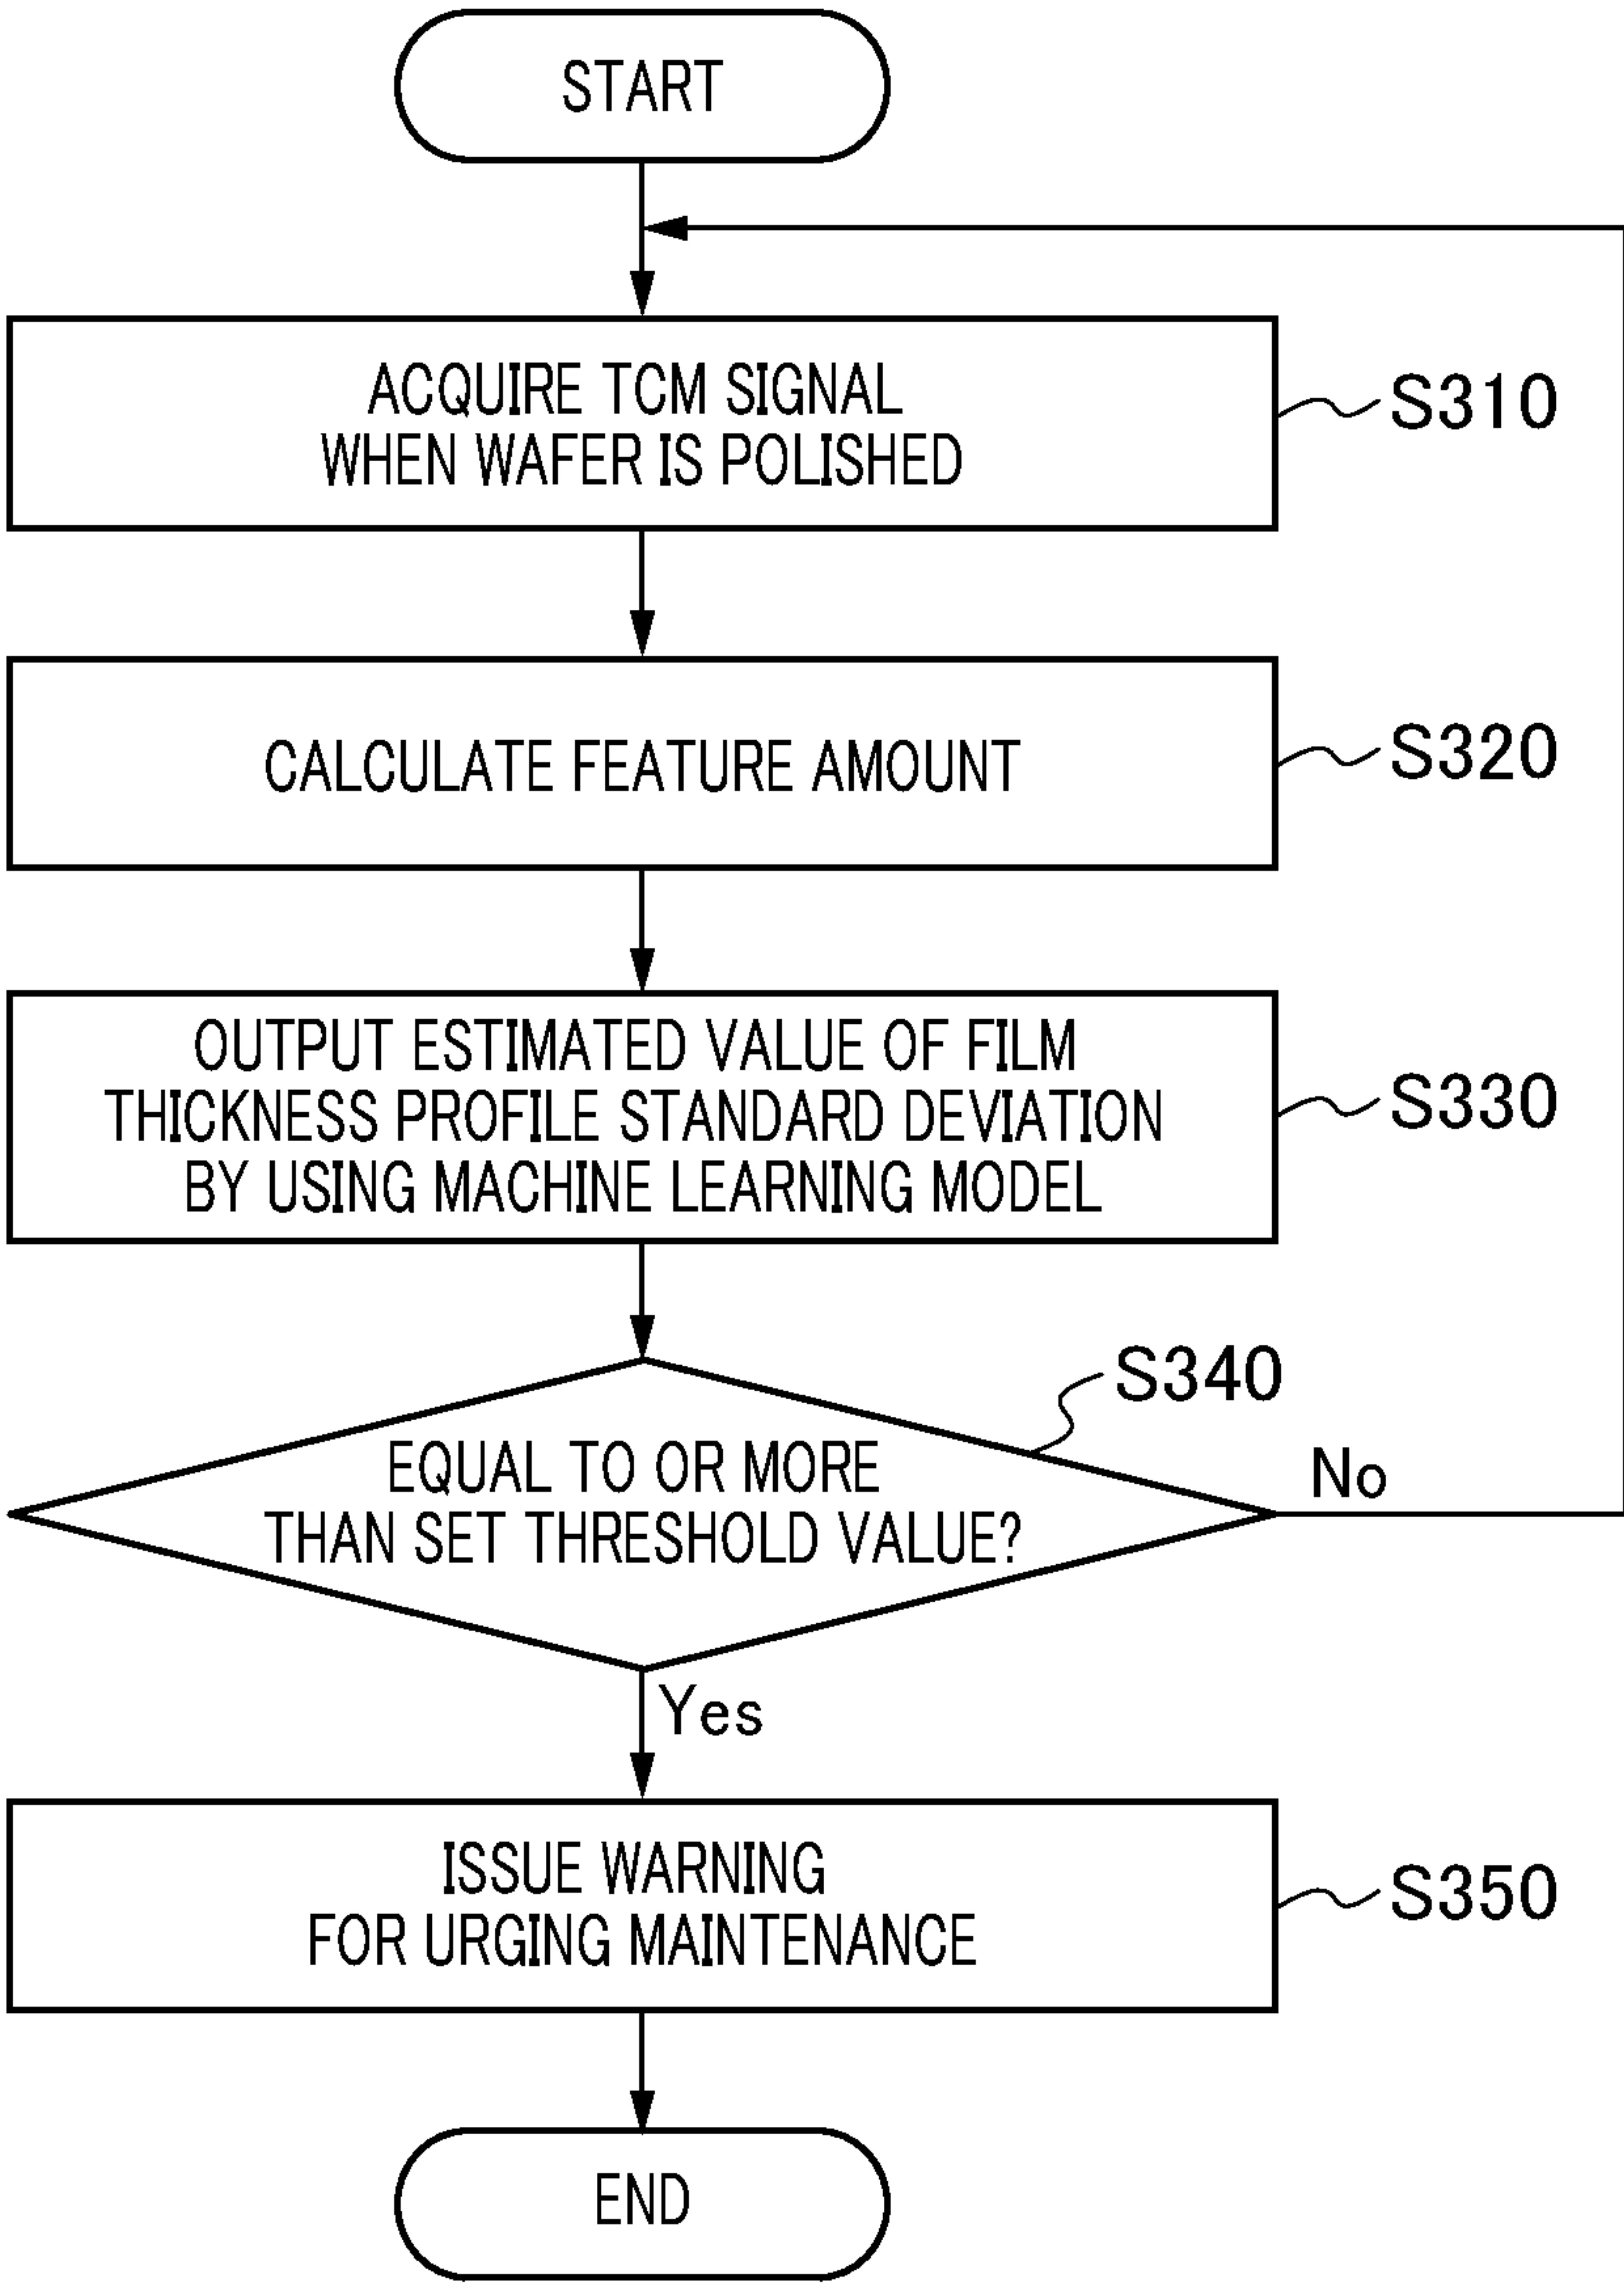 START
ACQUIRE TCM SIGNAL
WHEN WAFER IS POLISHED
S310
CALCULATE FEATURE AMOUNT
S320
OUTPUT ESTIMATED VALUE OF FILM
THICKNESS PROFILE STANDARD DEVIATION
BY USING MACHINE LEARNING MODEL
S330
S340
EQUAL TO OR MORE
THAN SET THRESHOLD VALUE?
No
Yes
ISSUE WARNING
FOR URGING MAINTENANCE
S350
END